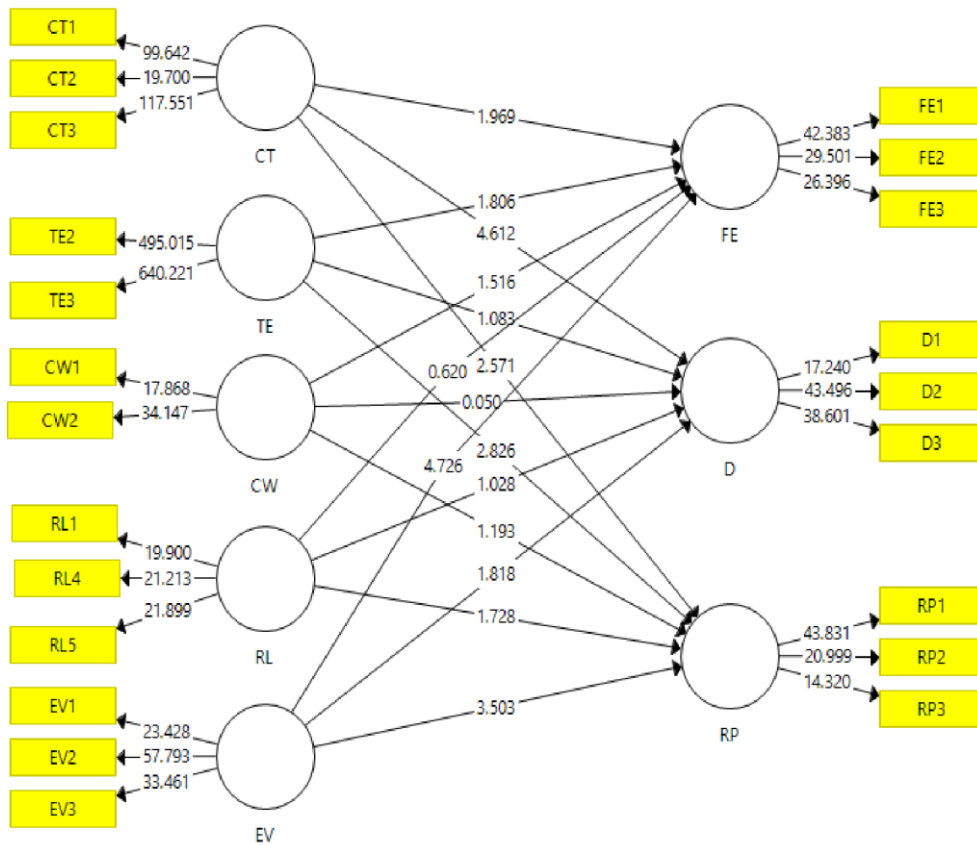 CT1
99.642
CT2
19.700
CT3
117.551
CT
TE2
495.015
TE3
640.221
TE
CW1
17.868
CW2
34.147
CW
RL1
19.900
RL4
21.213
RL5
21.899
RL
EV1
23.428
EV2
57.793
EV3
33.461
EV
1.969
1.806
4.612
1.516
1.083
0.620
2.571
0.050
2.826
4.726
1.028
1.193
1.818
1.728
3.503
FE
42.383
FE1
29.501
FE2
26.396
FE3
D
17.240
D1
43.496
D2
38.601
D3
RP
43.831
RP1
20.999
RP2
14.320
RP3